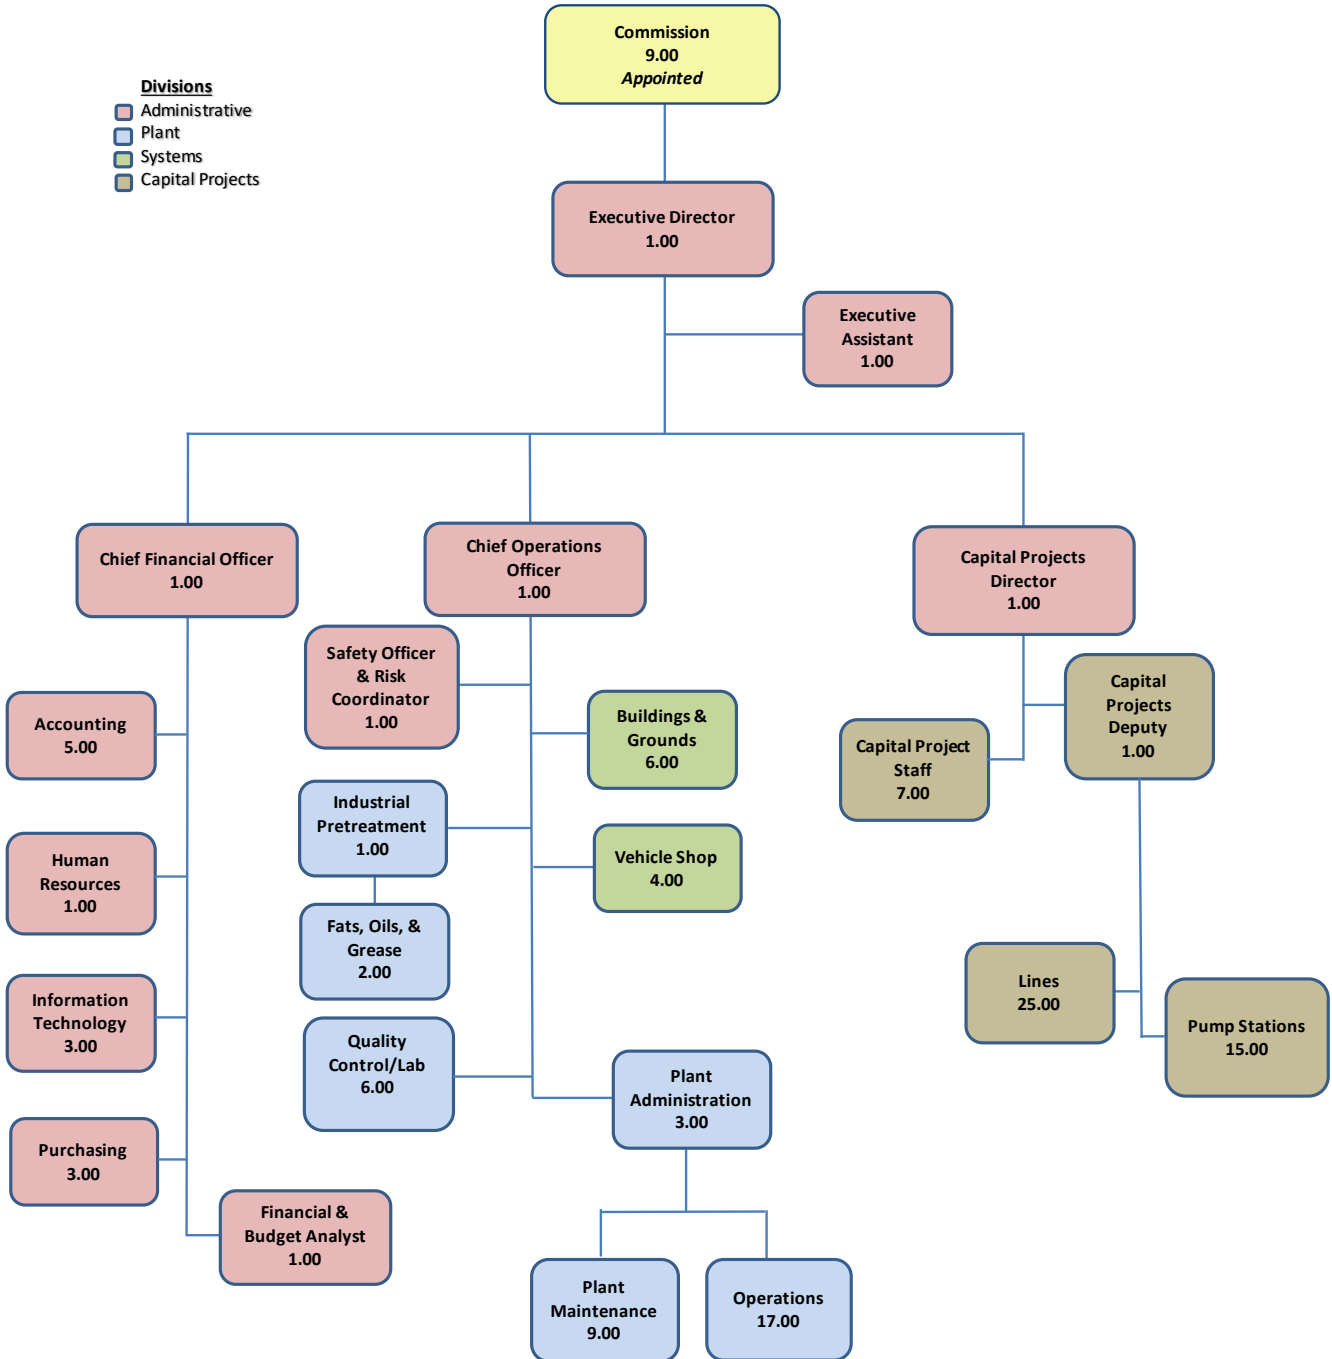 Commission
9.00
Appointed
Divisions
Administrative
Plant
Systems
Capital Projects
Executive Director
1.00
Executive
Assistant
1.00
Chief Financial Officer
1.00
Chief Operations
Officer
1.00
Capital Projects
Director
1.00
Accounting
5.00
Human
Resources
1.00
Information
Technology
3.00
Purchasing
3.00
Financial &
Budget Analyst
1.00
Safety Officer
& Risk
Coordinator
1.00
Buildings &
Grounds
6.00
Industrial
Pretreatment
1.00
Vehicle Shop
4.00
Fats, Oils, &
Grease
2.00
Quality
Control/Lab
6.00
Plant
Administration
3.00
Plant
Maintenance
9.00
Operations
17.00
Capital
Projects
Deputy
1.00
Capital Project
Staff
7.00
Lines
25.00
Pump Stations
15.00